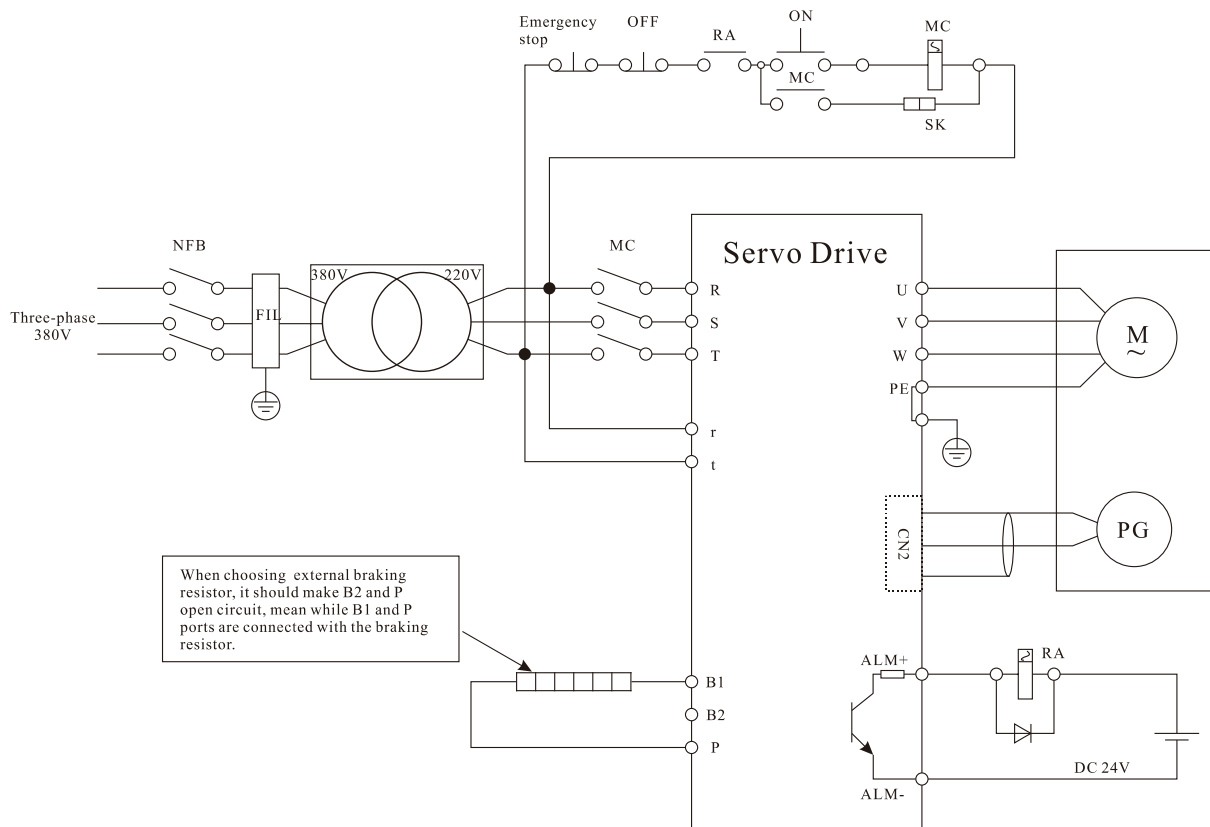 Emergency
stop
OFF
RA
ON
MC
MC
SK
NFB
MC
Servo Drive
380V
220V
FIL
Three-phase
380V
R
S
T
r
t
U
V
W
PE
M
~
CN2
PG
When choosing external braking
resistor, it should make B2 and P
open circuit, mean while B1 and P
ports are connected with the braking
resistor.
B1
B2
P
ALM+
RA
DC 24V
ALM-